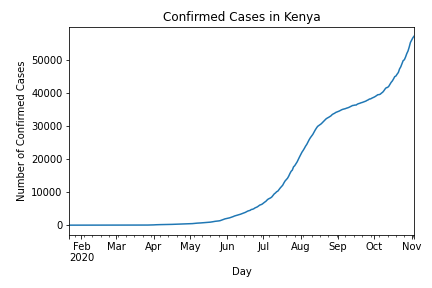 Confirmed Cases in Kenya
Number of Confirmed Cases
50000
40000
30000
20000
10000
0
Feb Mar Apr May Jun Jul Aug Sep Oct Nov
2020
Day